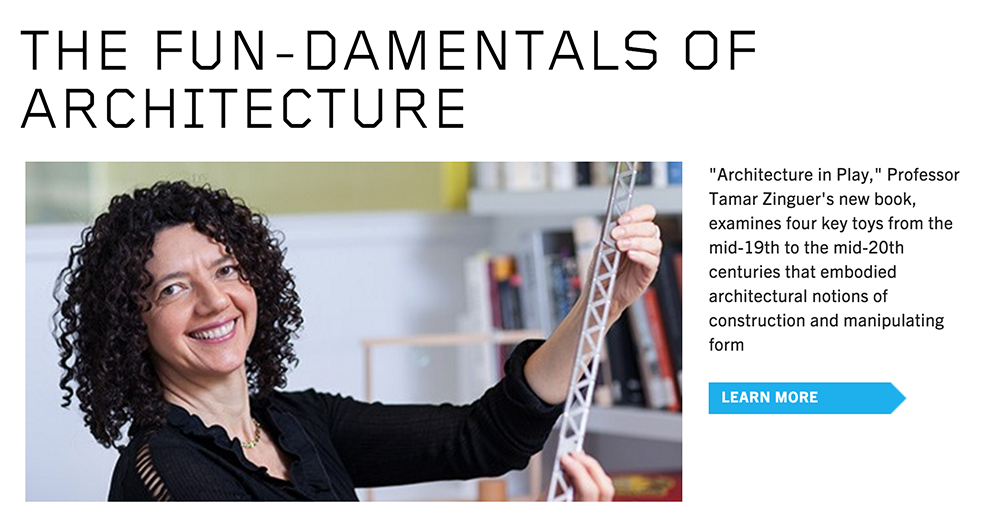 THE FUN-DAMENTALS OF
ARCHITECTURE
"Architecture in Play," Professor
Tamar Zinguer's new book,
examines four key toys from the
mid-19th to the mid-20th
centuries that embodied
architectural notions of
construction and manipulating
form
LEARN MORE